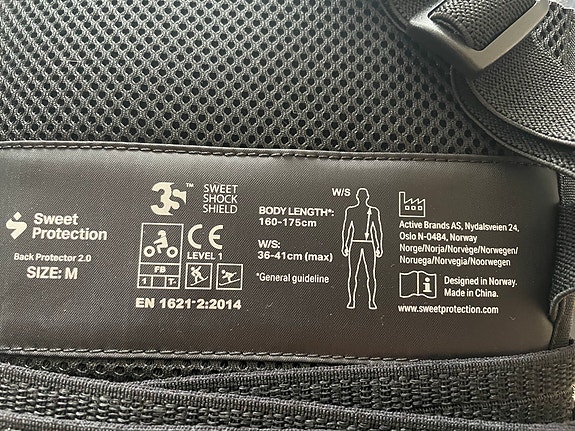 Sweet
Protection
Back Protector 2.0
SIZE: M
3S™
SWEET
SHOCK
SHIELD
CE
LEVEL 1
FB
1 T-
EN 1621-2:2014
BODY LENGTH*:
160-175cm
W/S:
36-41cm (max)
*General guideline
W/S
Active Brands AS, Nydalsveien 24,
Oslo N-0484, Norway
Norge/Norja/Norvège/Norwegen/
Noruega/Norvegia/Noorwegen
i
Designed in Norway.
Made in China.
www.sweetprotection.com